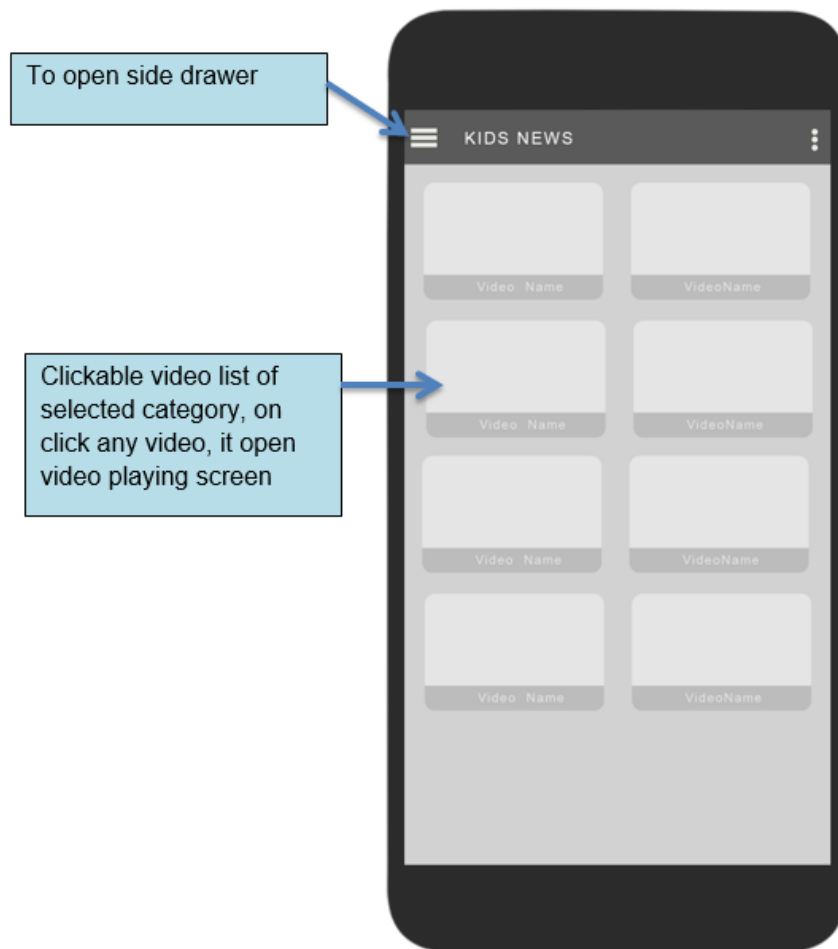 To open side drawer
KIDS NEWS
Video Name
VideoName
Clickable video list of
selected category, on
click any video, it open
video playing screen
Video Name
VideoName
Video Name
VideoName
Video Name
VideoName